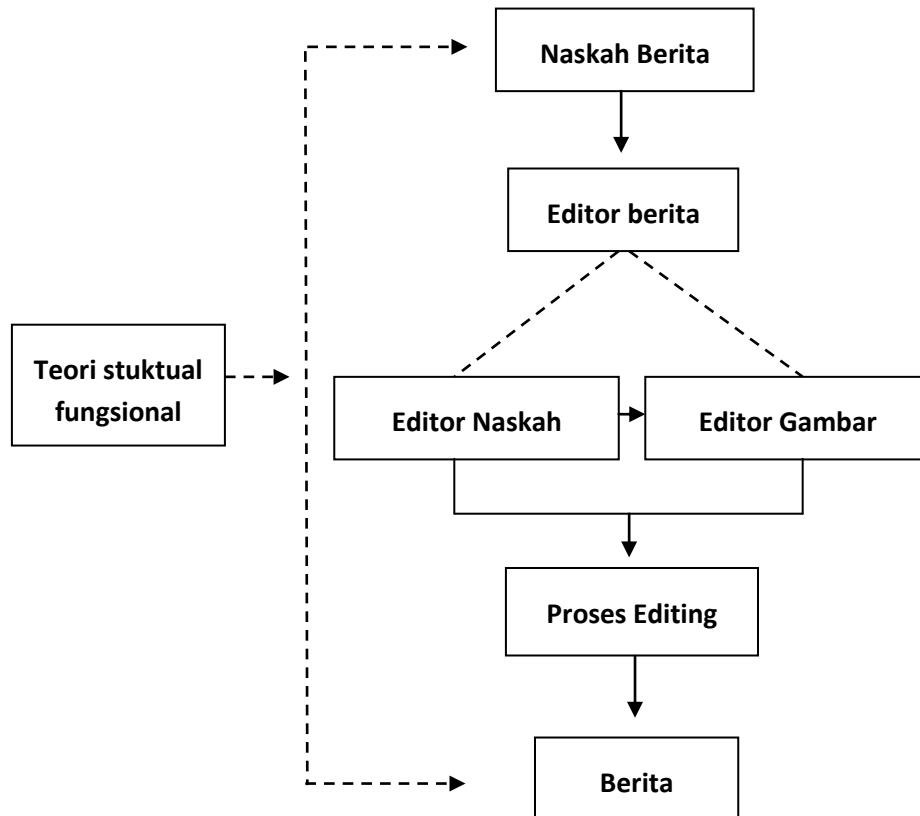 Naskah Berita
Editor berita
Teori stuktual
fungsional
Editor Naskah
Editor Gambar
Proses Editing
Berita